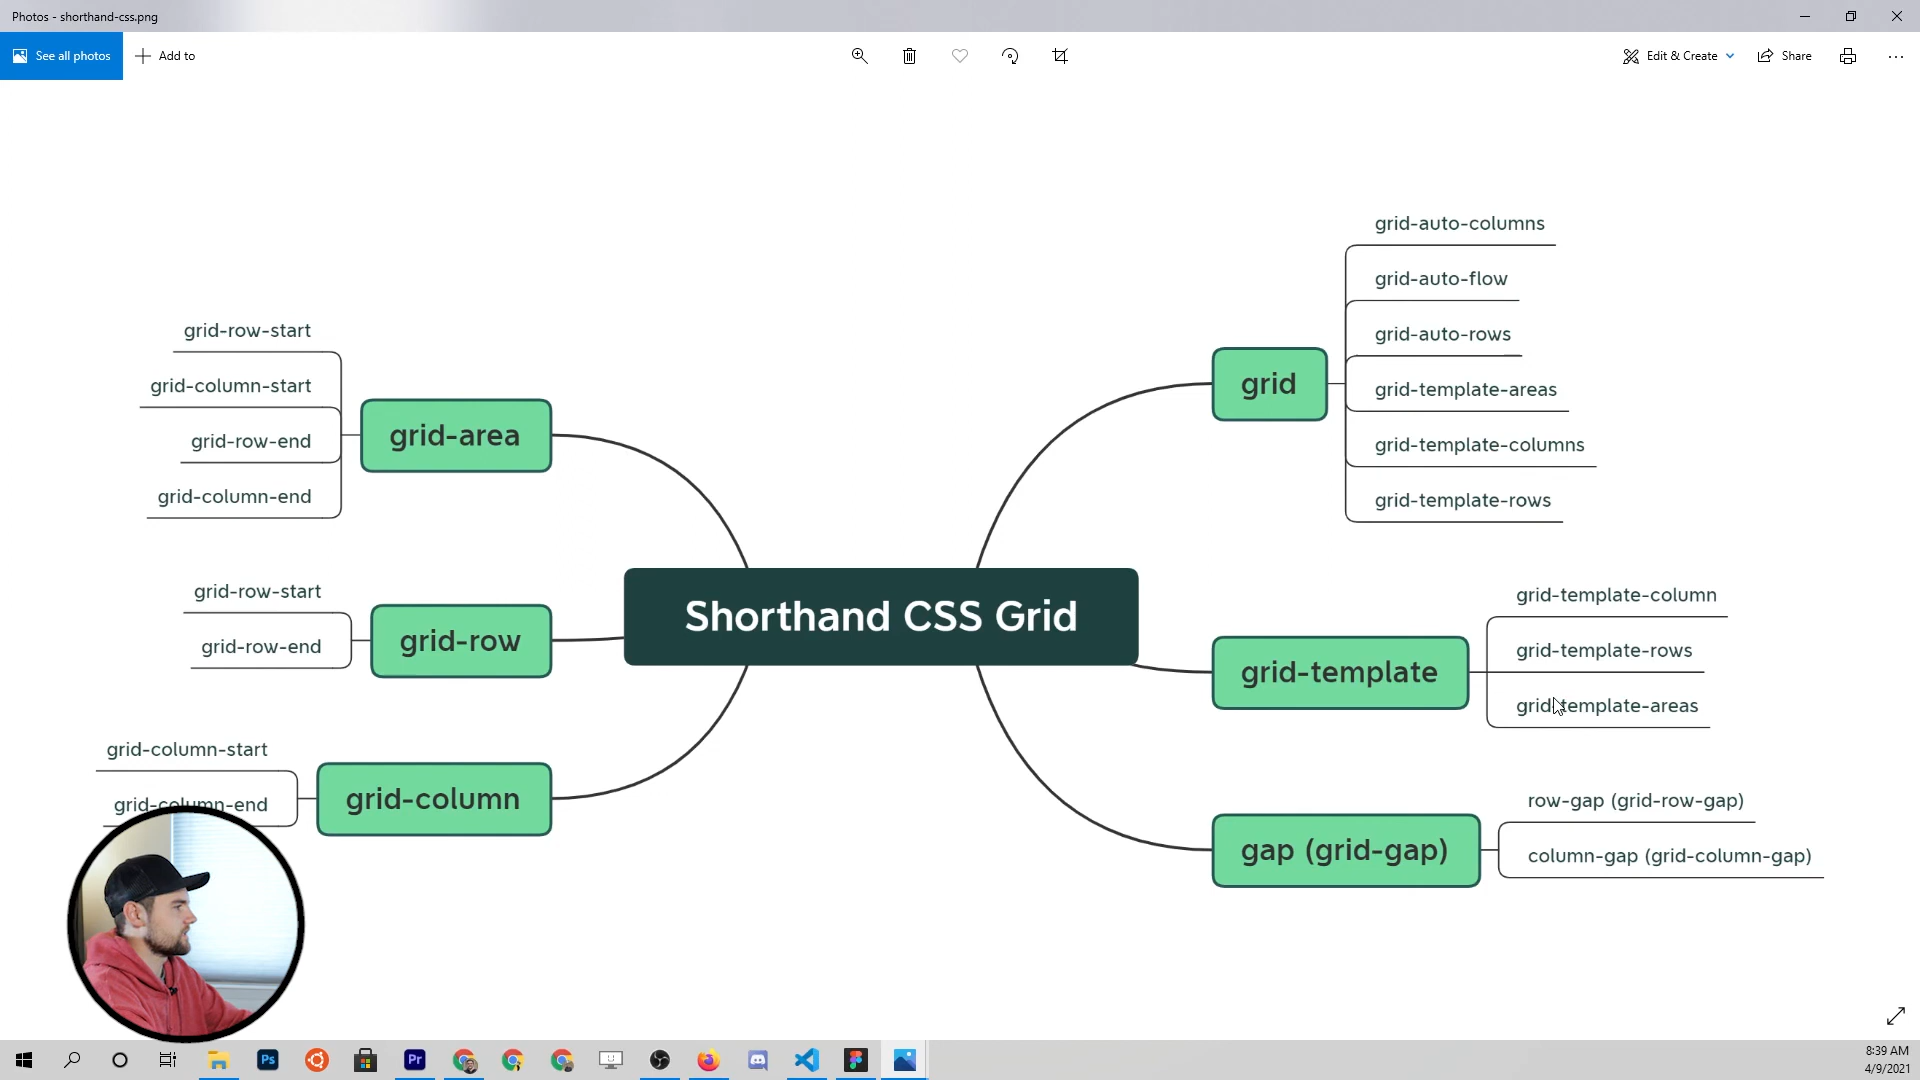 Photos - shorthand-css.png
See all photos
Add to
Edit & Create
Share
grid-row-start
grid-column-start
grid-row-end
grid-column-end
grid-area
grid-row-start
grid-row-end
grid-row
grid-column-start
grid-column-end
grid-column
Shorthand CSS Grid
grid
grid-auto-columns
grid-auto-flow
grid-auto-rows
grid-template-areas
grid-template-columns
grid-template-rows
grid-template
grid-template-column
grid-template-rows
grid-template-areas
gap (grid-gap)
row-gap (grid-row-gap)
column-gap (grid-column-gap)
Ps
Pr
8:39 AM
4/9/2021